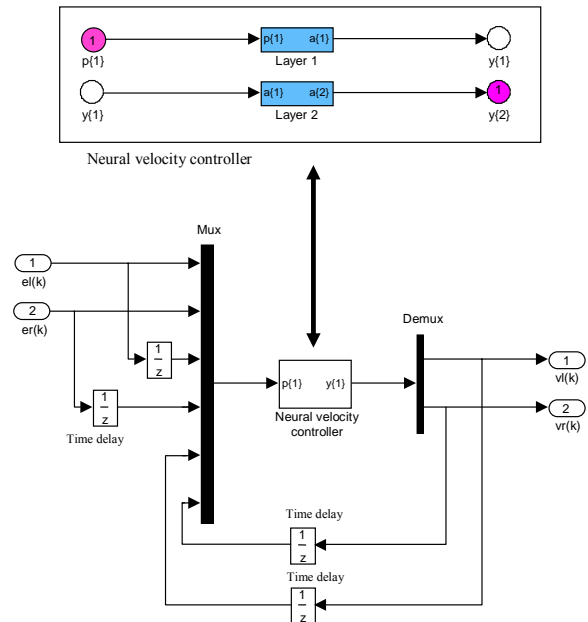 1
p{1}
p{1} a{1}
Layer 1
y{1}
y{1}
a{1} a{2}
Layer 2
1
y{2}
Neural velocity controller
Mux
1
el(k)
2
er(k)
1
z
1
z
Time delay
p{1} y{1}
Neural velocity
controller
Demux
1
vl(k)
2
vr(k)
Time delay
1
z
Time delay
1
z